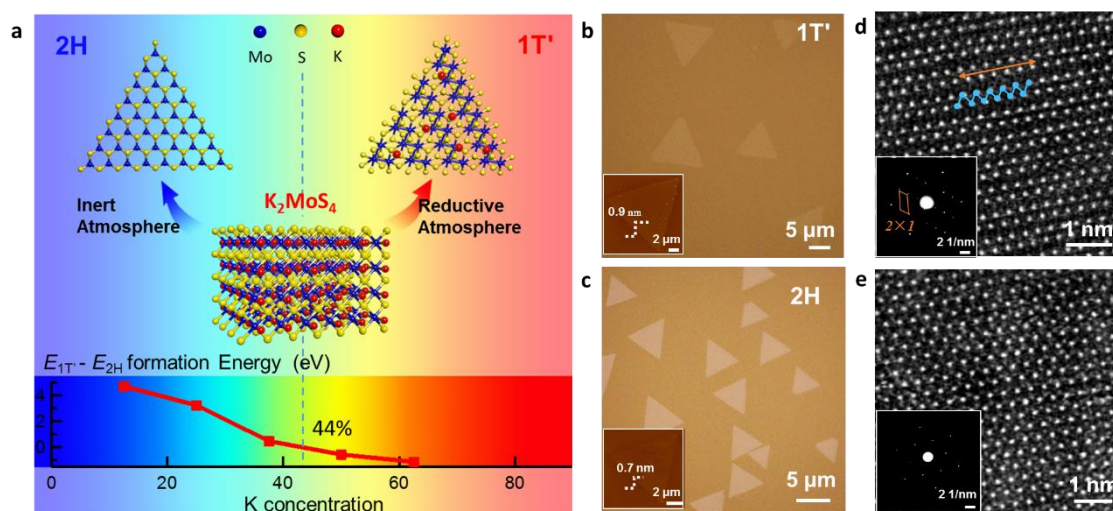 a
2H
1T'
Mo S K
Inert
Atmosphere
K₂MoS₄
Reductive
Atmosphere
E1T' - E2H formation Energy (eV)
4
2
0
44%
0 20 40 60 80
K concentration
b
1T'
0.9 nm
2 μm
5 μm
c
2H
0.7 nm
2 μm
5 μm
d
2×1
2 1/nm
1 nm
e
2 1/nm
1 nm